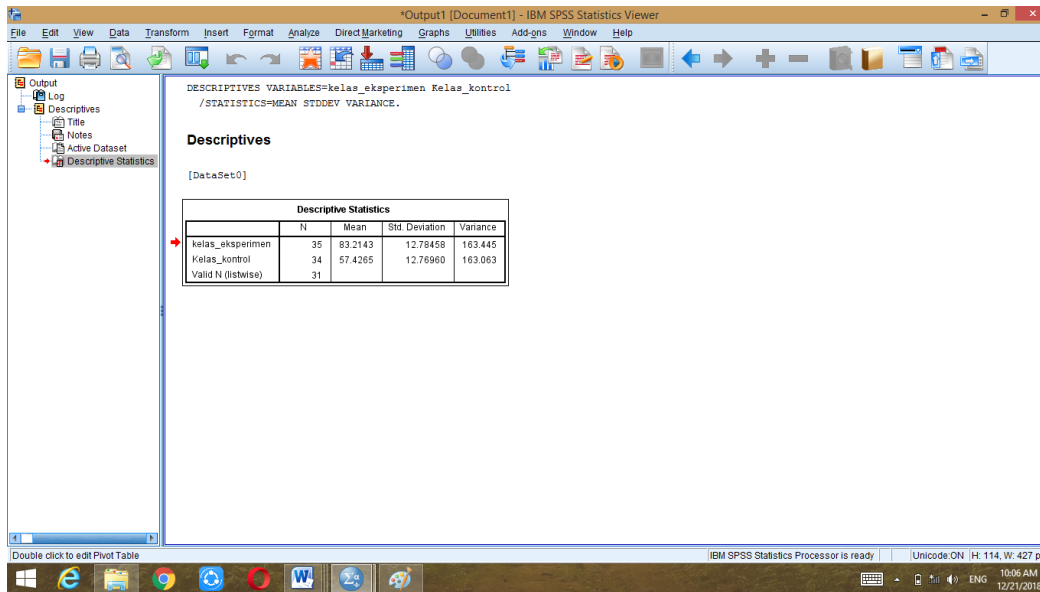 *Output1 [Document1] - IBM SPSS Statistics Viewer
File Edit View Data Transform Insert Format Analyze Direct Marketing Graphs Utilities Add-ons Window Help
Output
Log
Descriptives
Title
Notes
Active Dataset
Descriptive Statistics
DESCRIPTIVES VARIABLES=kelas_eksperimen Kelas_kontrol
/STATISTICS=MEAN STDDEV VARIANCE.
Descriptives
[DataSet0]
Descriptive Statistics
N Mean Std. Deviation Variance
kelas_eksperimen 35 83.2143 12.78458 163.445
Kelas_kontrol 34 57.4265 12.76960 163.063
Valid N (listwise) 31
Double click to edit Pivot Table IBM SPSS Statistics Processor is ready Unicode:ON H: 114, W: 427 p
ENG 10:06 AM
12/21/2018